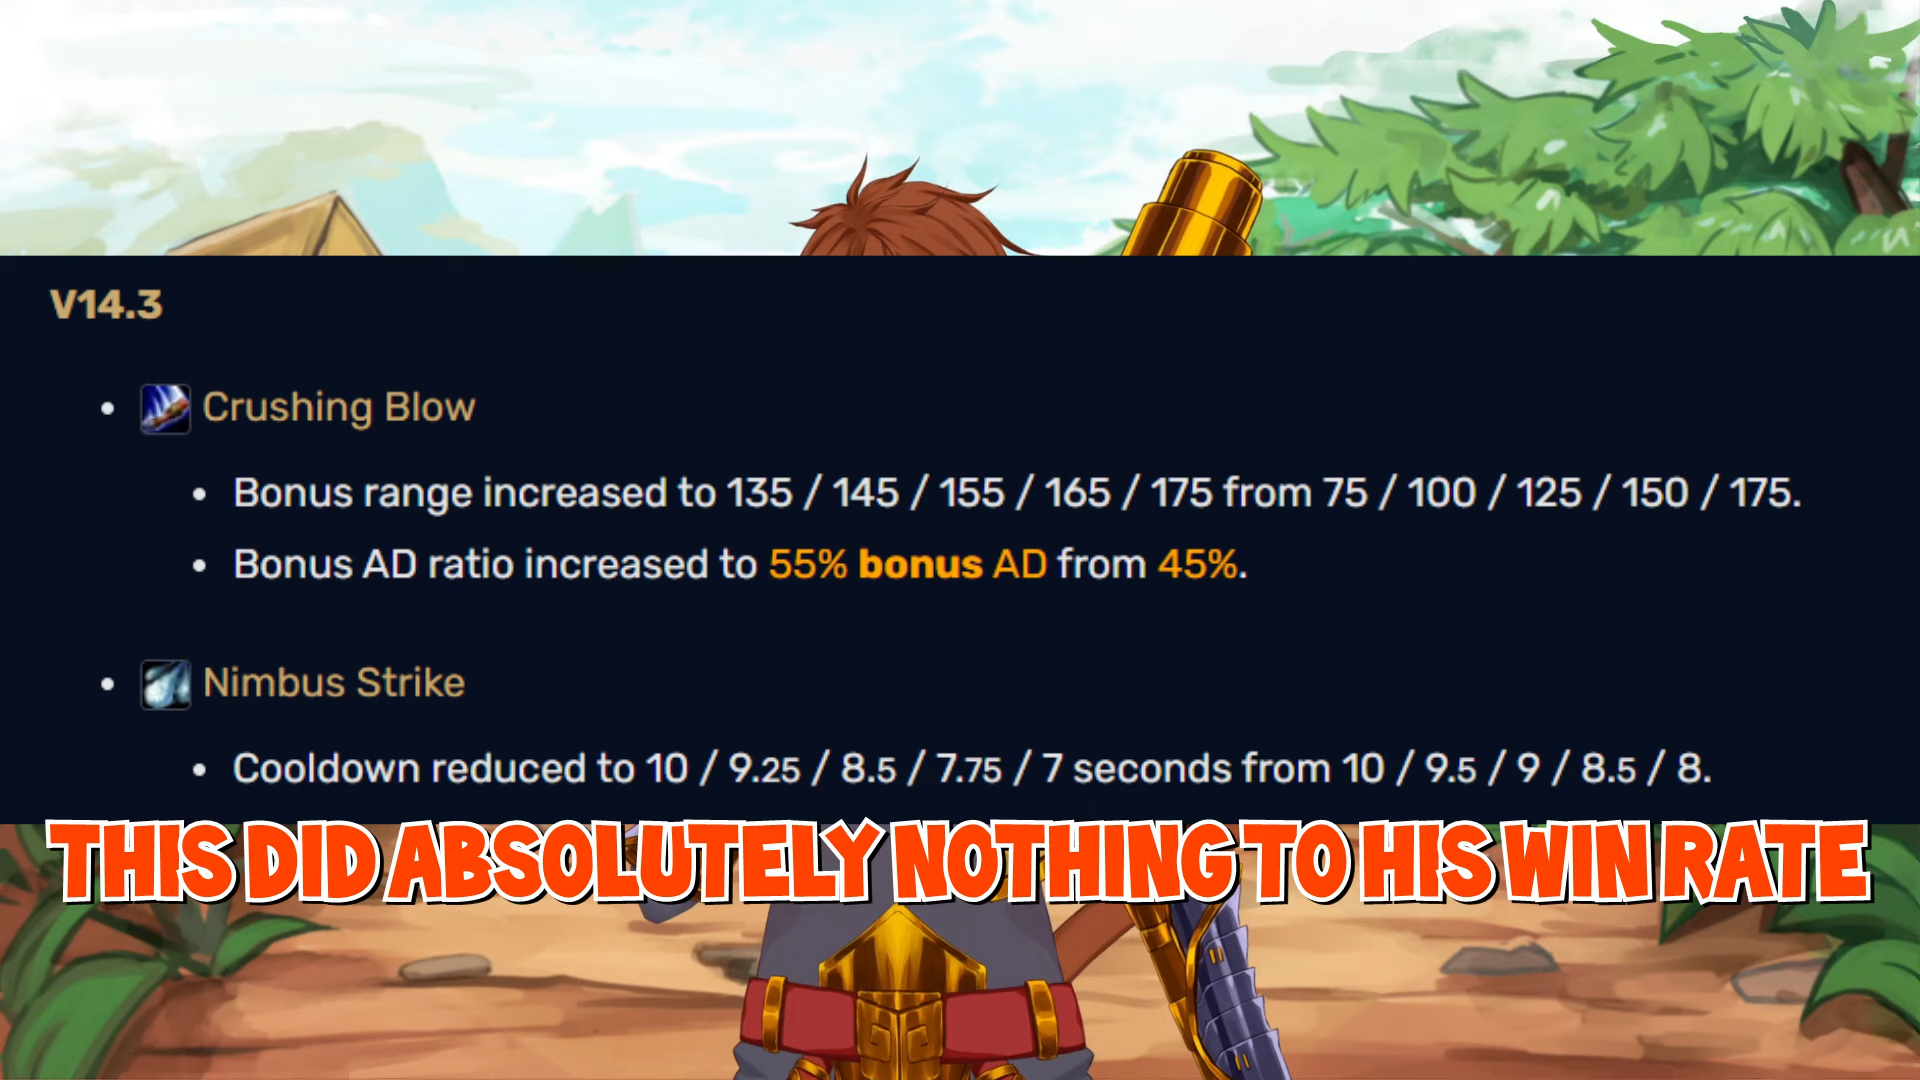 V14.3
Crushing Blow
Bonus range increased to 135 / 145 / 155 / 165 / 175 from 75 / 100 / 125 / 150 / 175.
Bonus AD ratio increased to 55% bonus AD from 45%.
Nimbus Strike
Cooldown reduced to 10 / 9.25 / 8.5 / 7.75 / 7 seconds from 10 / 9.5 / 9 / 8.5 / 8.
THIS DID ABSOLUTELY NOTHING TO HIS WIN RATE